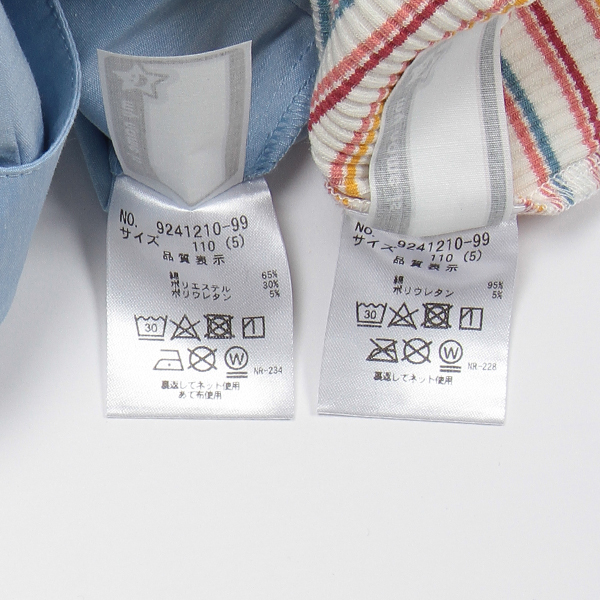 NO. 9241210-99
サイズ 110 (5)
品質表示
綿 65%
ポリエステル 30%
ポリウレタン 5%
30
W
NR-234
裏返してネット使用
あて布使用
NO. 9241210-99
サイズ 110 (5)
品質表示
綿 95%
ポリウレタン 5%
30
W
NR-228
裏返してネット使用